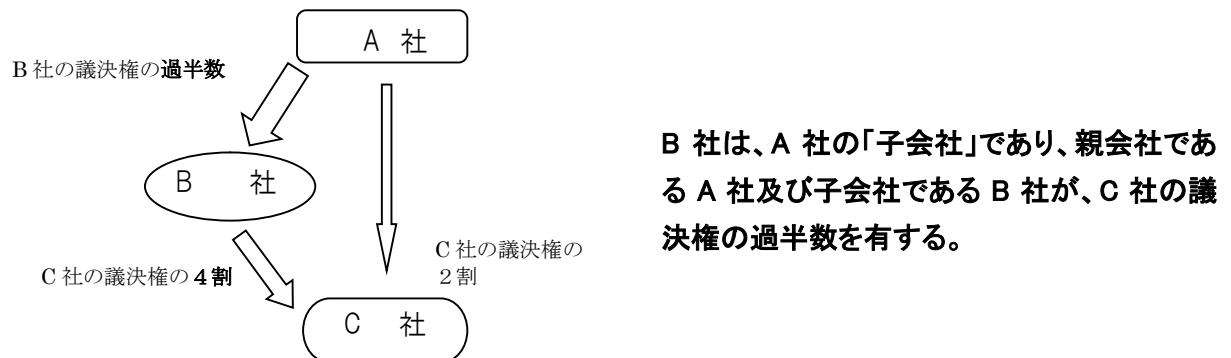 A 社
B 社の議決権の過半数
B 社
C 社の議決権の
２割
C 社の議決権の４割
C 社
B 社は、A 社の「子会社」であり、親会社であ
る A 社及び子会社である B 社が、C 社の議
決権の過半数を有する。